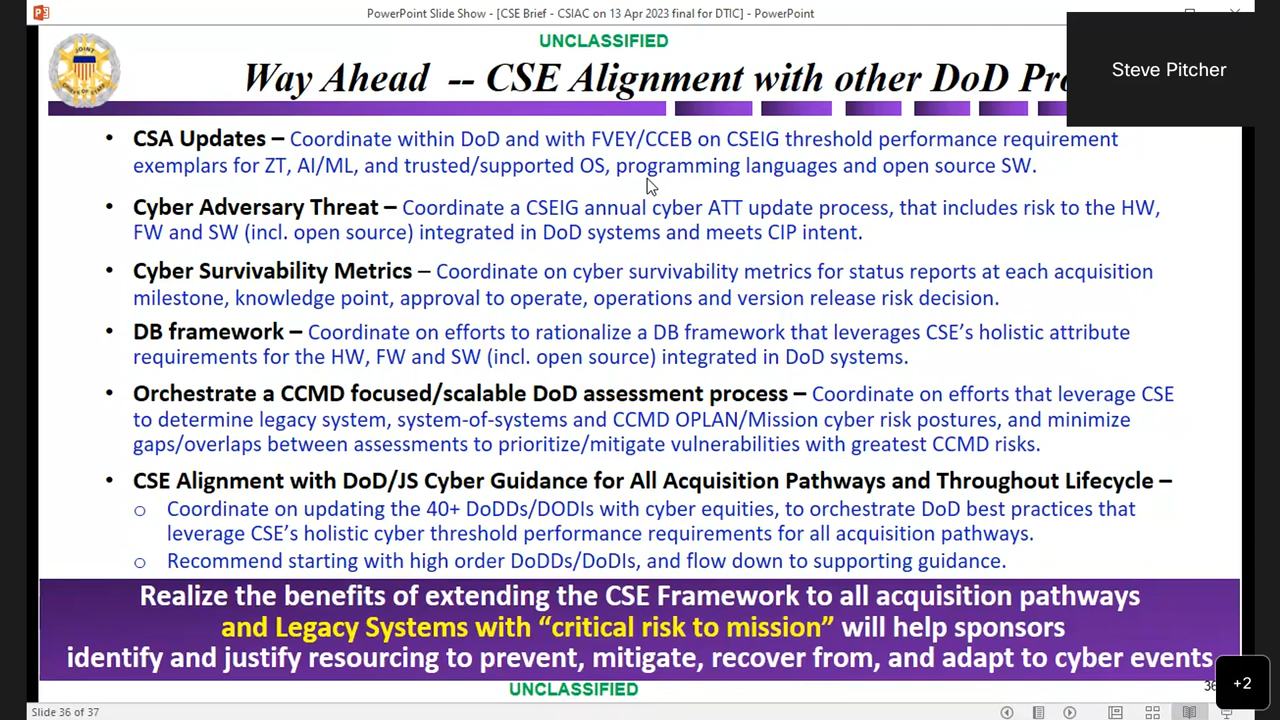 PowerPoint Slide Show - [CSE Brief - CSIAC on 13 Apr 2023 final for DTIC] - PowerPoint
UNCLASSIFIED
Steve Pitcher
JOINT
Way Ahead -- CSE Alignment with other DoD
• CSA Updates – Coordinate within DoD and with FVEY/CCEB on CSEIG threshold performance requirement
exemplars for ZT, AI/ML, and trusted/supported OS, programming languages and open source SW.
• Cyber Adversary Threat – Coordinate a CSEIG annual cyber ATT update process, that includes risk to the HW,
FW and SW (incl. open source) integrated in DoD systems and meets CIP intent.
• Cyber Survivability Metrics – Coordinate on cyber survivability metrics for status reports at each acquisition
milestone, knowledge point, approval to operate, operations and version release risk decision.
• DB framework – Coordinate on efforts to rationalize a DB framework that leverages CSE's holistic attribute
requirements for the HW, FW and SW (incl. open source) integrated in DoD systems.
• Orchestrate a CCMD focused/scalable DoD assessment process – Coordinate on efforts that leverage CSE
to determine legacy system, system-of-systems and CCMD OPLAN/Mission cyber risk postures, and minimize
gaps/overlaps between assessments to prioritize/mitigate vulnerabilities with greatest CCMD risks.
• CSE Alignment with DoD/JS Cyber Guidance for All Acquisition Pathways and Throughout Lifecycle –
o Coordinate on updating the 40+ DoDDs/DODIs with cyber equities, to orchestrate DoD best practices that
leverage CSE's holistic cyber threshold performance requirements for all acquisition pathways.
o Recommend starting with high order DoDDs/DoDIs, and flow down to supporting guidance.
Realize the benefits of extending the CSE Framework to all acquisition pathways
and Legacy Systems with “critical risk to mission” will help sponsors
identify and justify resourcing to prevent, mitigate, recover from, and adapt to cyber events
+2
UNCLASSIFIED
Slide 36 of 37